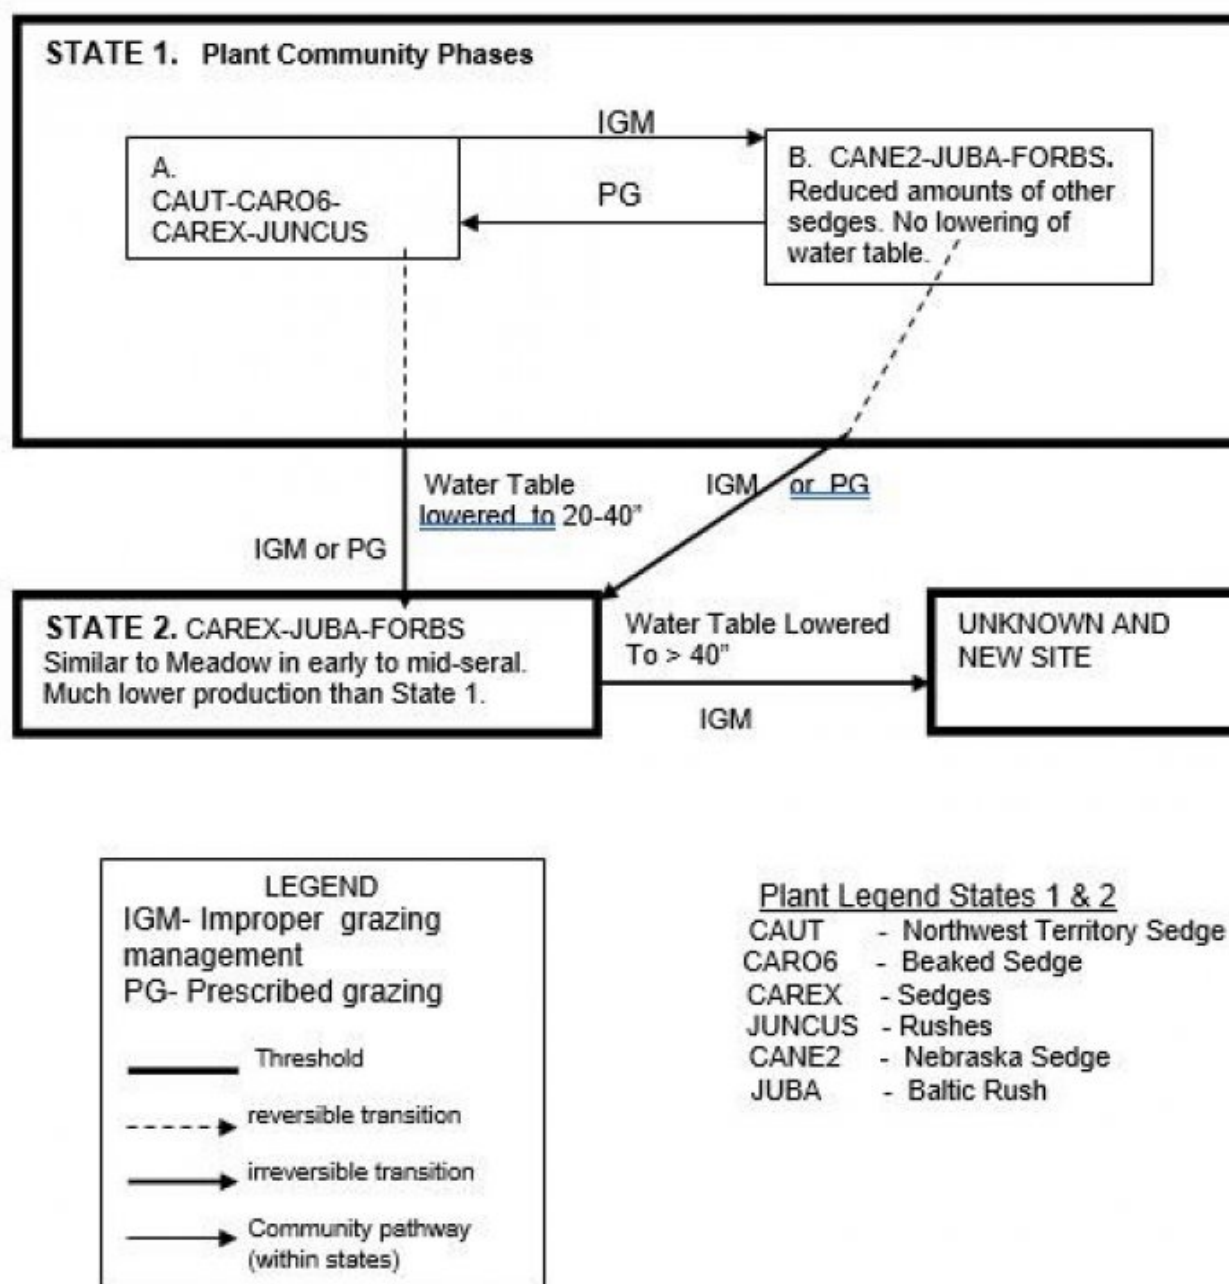 STATE 1. Plant Community Phases
IGM
A.
CAUT-CARO6-
CAREX-JUNCUS
PG
B. CANE2-JUBA-FORBS.
Reduced amounts of other
sedges. No lowering of
water table.
Water Table
lowered to 20-40"
IGM or PG
IGM or PG
STATE 2. CAREX-JUBA-FORBS
Similar to Meadow in early to mid-seral.
Much lower production than State 1.
Water Table Lowered
To > 40"
IGM
UNKNOWN AND
NEW SITE
LEGEND
IGM- Improper grazing
management
PG- Prescribed grazing
Threshold
reversible transition
irreversible transition
Community pathway
(within states)
Plant Legend States 1 & 2
CAUT - Northwest Territory Sedge
CARO6 - Beaked Sedge
CAREX - Sedges
JUNCUS - Rushes
CANE2 - Nebraska Sedge
JUBA - Baltic Rush